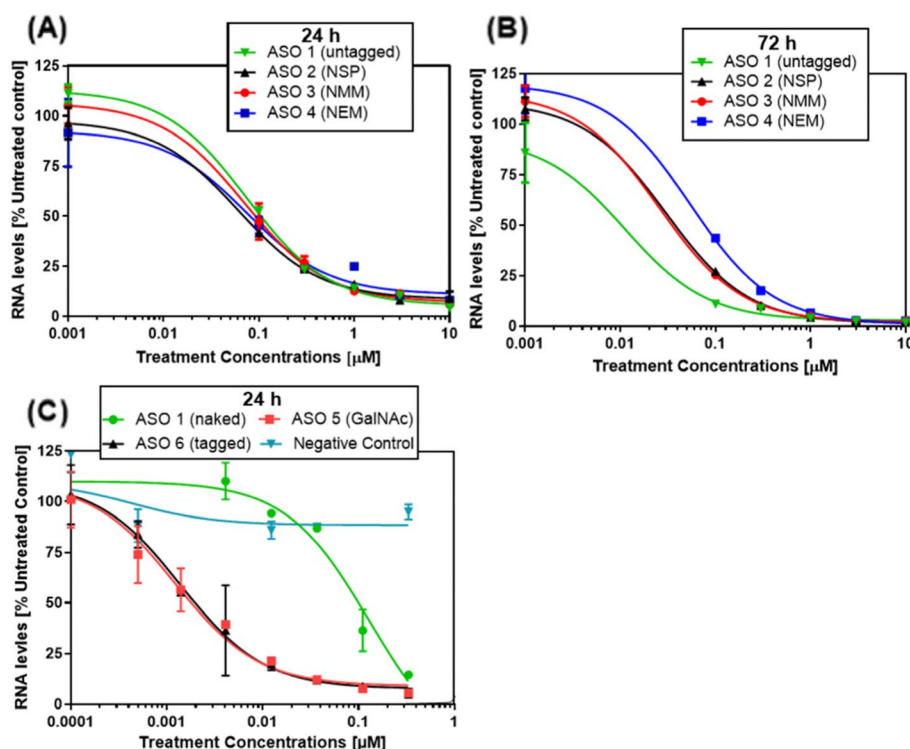 (A)
24 h
ASO 1 (untagged)
ASO 2 (NSP)
ASO 3 (NMM)
ASO 4 (NEM)
RNA levels [% Untreated control]
125
100
75
50
25
0
0.001 0.01 0.1 1 10
Treatment Concentrations [µM]
(B)
72 h
ASO 1 (untagged)
ASO 2 (NSP)
ASO 3 (NMM)
ASO 4 (NEM)
RNA levels [% Untreated control]
125
100
75
50
25
0
0.001 0.01 0.1 1 10
Treatment Concentrations [µM]
(C)
24 h
ASO 1 (naked) ASO 5 (GalNAc)
ASO 6 (tagged) Negative Control
RNA levles [% Untreated Control]
125
100
75
50
25
0
0.0001 0.001 0.01 0.1 1
Treatment Concentrations [µM]